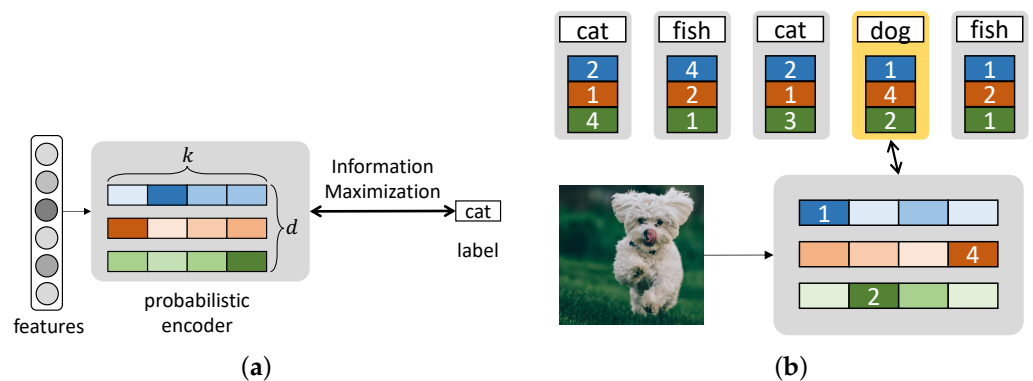 k
d
Information
Maximization
cat
label
features
probabilistic
encoder
(a)
cat fish cat dog fish
2 4 2 1 1
1 2 1 4 2
4 1 3 2 1
1
4
2
(b)